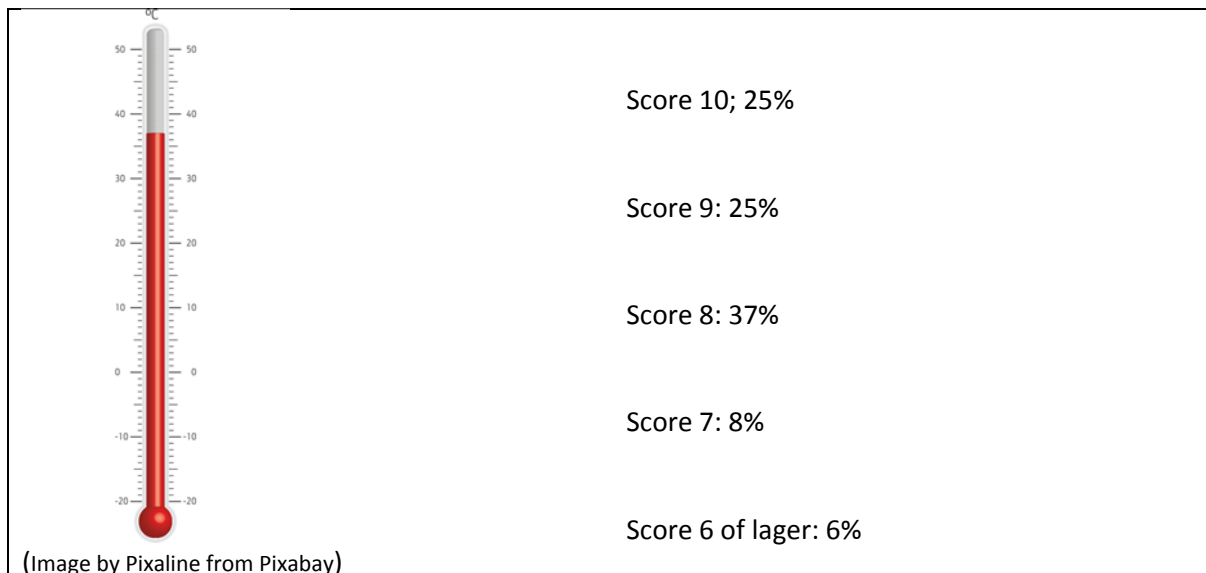 °C
50 50
40 40
Score 10; 25%
30 30
Score 9: 25%
20 20
10 10
Score 8: 37%
0 0
Score 7: 8%
-10 -10
-20 -20
Score 6 of lager: 6%
(Image by Pixaline from Pixabay)